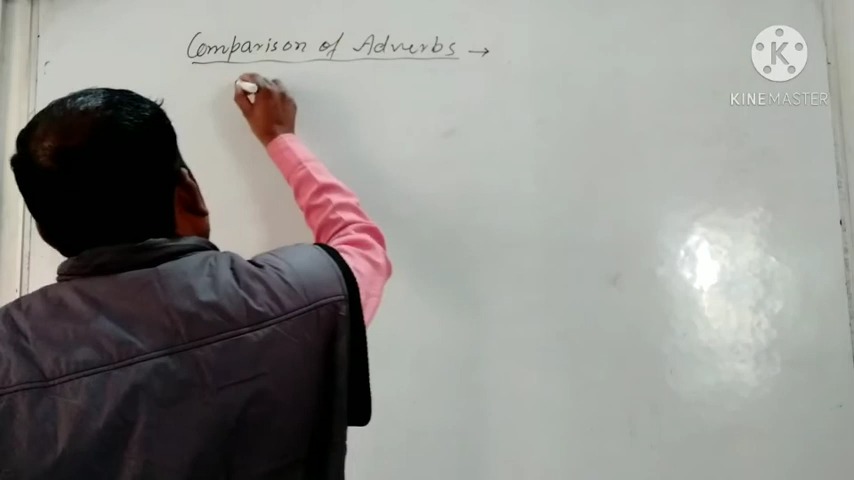 Comparison of Adverbs →
K
KINEMASTER